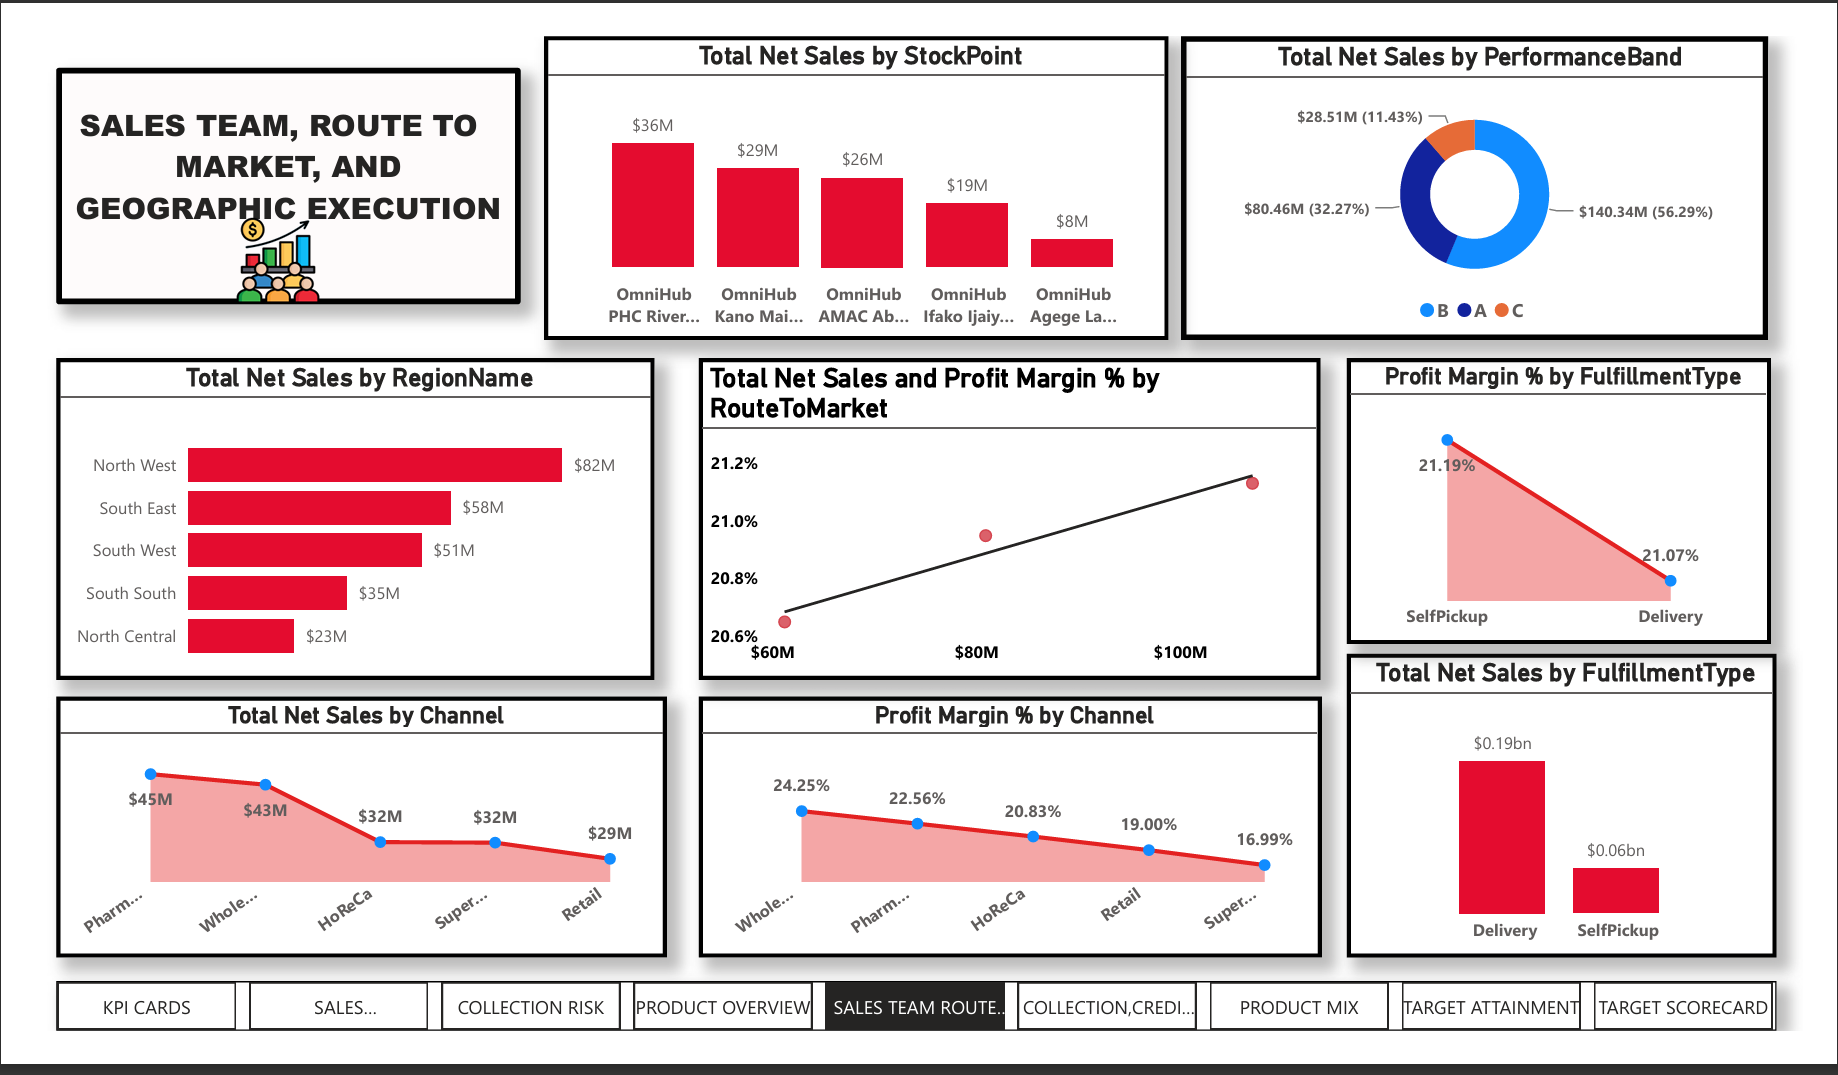 SALES TEAM, ROUTE TO
MARKET, AND
GEOGRAPHIC EXECUTION
$
Total Net Sales by StockPoint
$36M
$29M
$26M
$19M
$8M
OmniHub PHC River...
OmniHub Kano Mai...
OmniHub AMAC Ab...
OmniHub Ifako Ijaiy...
OmniHub Agege La...
Total Net Sales by PerformanceBand
$28.51M (11.43%)
$80.46M (32.27%)
$140.34M (56.29%)
B A C
Total Net Sales by RegionName
North West $82M
South East $58M
South West $51M
South South $35M
North Central $23M
Total Net Sales and Profit Margin % by
RouteToMarket
21.2%
21.0%
20.8%
20.6%
$60M $80M $100M
Profit Margin % by FulfillmentType
21.19%
21.07%
SelfPickup Delivery
Total Net Sales by Channel
$45M
$43M
$32M
$32M
$29M
Pharm... Whole... HoReCa Super... Retail
Profit Margin % by Channel
24.25%
22.56%
20.83%
19.00%
16.99%
Whole... Pharm... HoReCa Retail Super...
Total Net Sales by FulfillmentType
$0.19bn
$0.06bn
Delivery SelfPickup
KPI CARDS
SALES...
COLLECTION RISK
PRODUCT OVERVIEW
SALES TEAM ROUTE...
COLLECTION,CREDI...
PRODUCT MIX
TARGET ATTAINMENT
TARGET SCORECARD